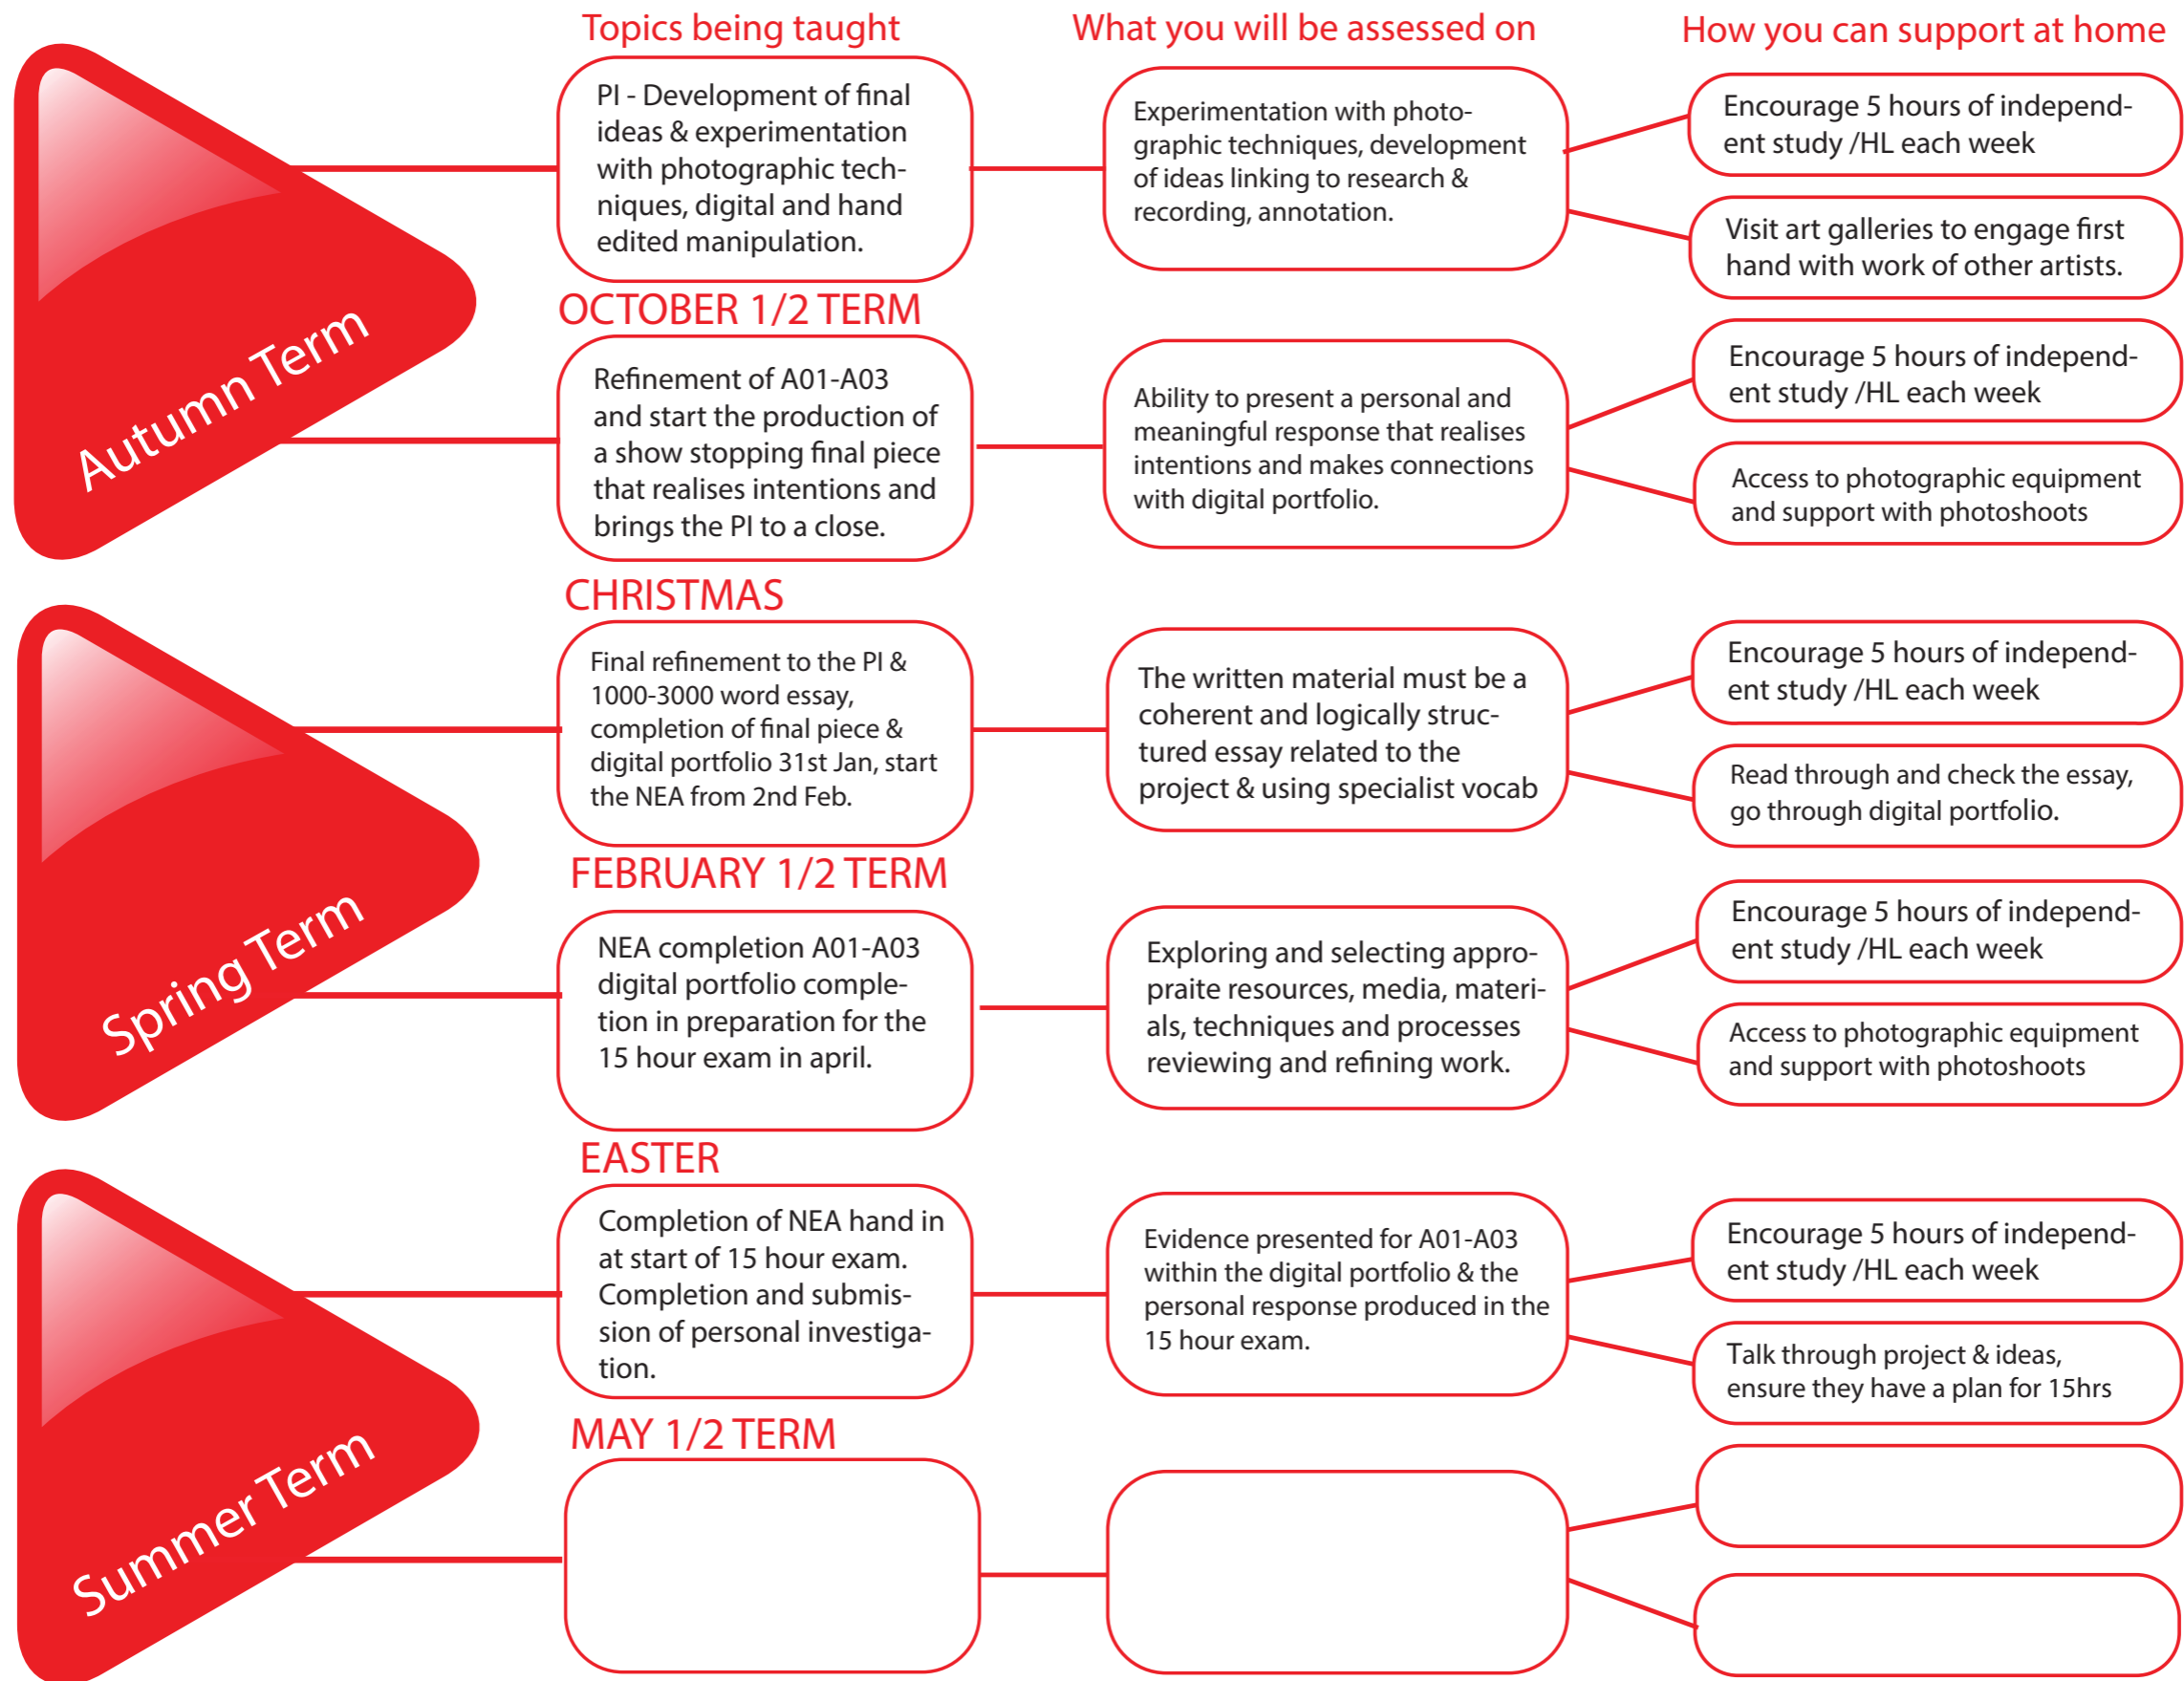 Topics being taught
What you will be assessed on
How you can support at home
Autumn Term
PI - Development of final
ideas & experimentation
with photographic tech-
niques, digital and hand
edited manipulation.
Experimentation with photo-
graphic techniques, development
of ideas linking to research &
recording, annotation.
Encourage 5 hours of independ-
ent study /HL each week
Visit art galleries to engage first
hand with work of other artists.
OCTOBER 1/2 TERM
Refinement of A01-A03
and start the production of
a show stopping final piece
that realises intentions and
brings the PI to a close.
Ability to present a personal and
meaningful response that realises
intentions and makes connections
with digital portfolio.
Encourage 5 hours of independ-
ent study /HL each week
Access to photographic equipment
and support with photoshoots
CHRISTMAS
Spring Term
Final refinement to the PI &
1000-3000 word essay,
completion of final piece &
digital portfolio 31st Jan, start
the NEA from 2nd Feb.
The written material must be a
coherent and logically struc-
tured essay related to the
project & using specialist vocab
Encourage 5 hours of independ-
ent study /HL each week
Read through and check the essay,
go through digital portfolio.
FEBRUARY 1/2 TERM
NEA completion A01-A03
digital portfolio comple-
tion in preparation for the
15 hour exam in april.
Exploring and selecting appro-
praite resources, media, materi-
als, techniques and processes
reviewing and refining work.
Encourage 5 hours of independ-
ent study /HL each week
Access to photographic equipment
and support with photoshoots
EASTER
Summer Term
Completion of NEA hand in
at start of 15 hour exam.
Completion and submis-
sion of personal investiga-
tion.
Evidence presented for A01-A03
within the digital portfolio & the
personal response produced in the
15 hour exam.
Encourage 5 hours of independ-
ent study /HL each week
Talk through project & ideas,
ensure they have a plan for 15hrs
MAY 1/2 TERM